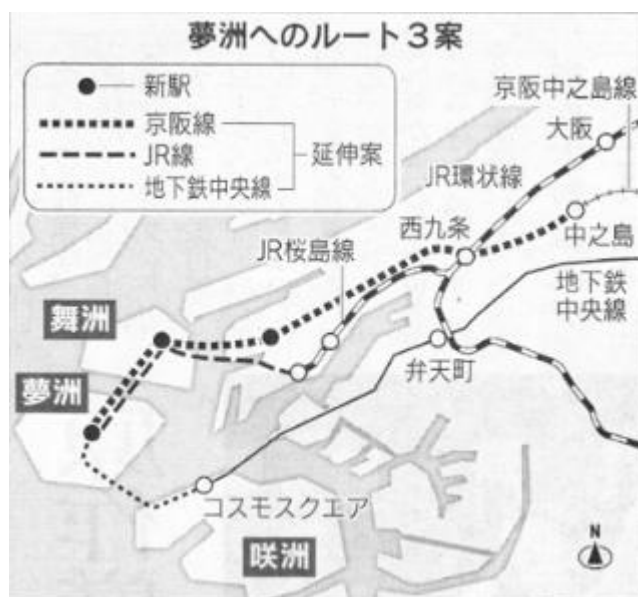 夢洲へのルート3案
新駅
京阪線
JR線
地下鉄中央線
延伸案
京阪中之島線
大阪
JR環状線
西九条
中之島
JR桜島線
地下鉄
中央線
舞洲
弁天町
夢洲
コスモスクエア
咲洲
N